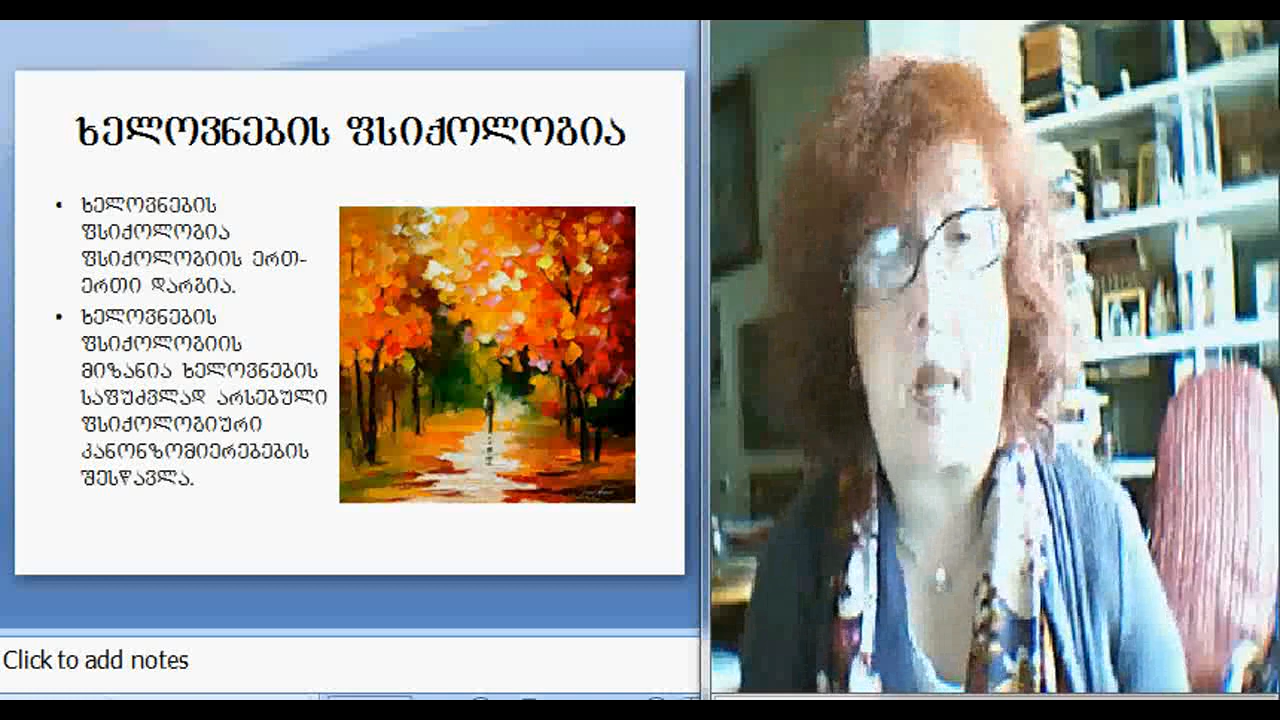 ხელოვნების ფსიქოლოგია
• ხელოვნების
ფსიქოლოგია
ფსიქოლოგიის ერთ-
ერთი დარგია.
• ხელოვნების
ფსიქოლოგიის
მიზანია ხელოვნების
საფუძვლად არსებული
ფსიქოლოგიური
კანონზომიერებების
შესწავლა.
Click to add notes